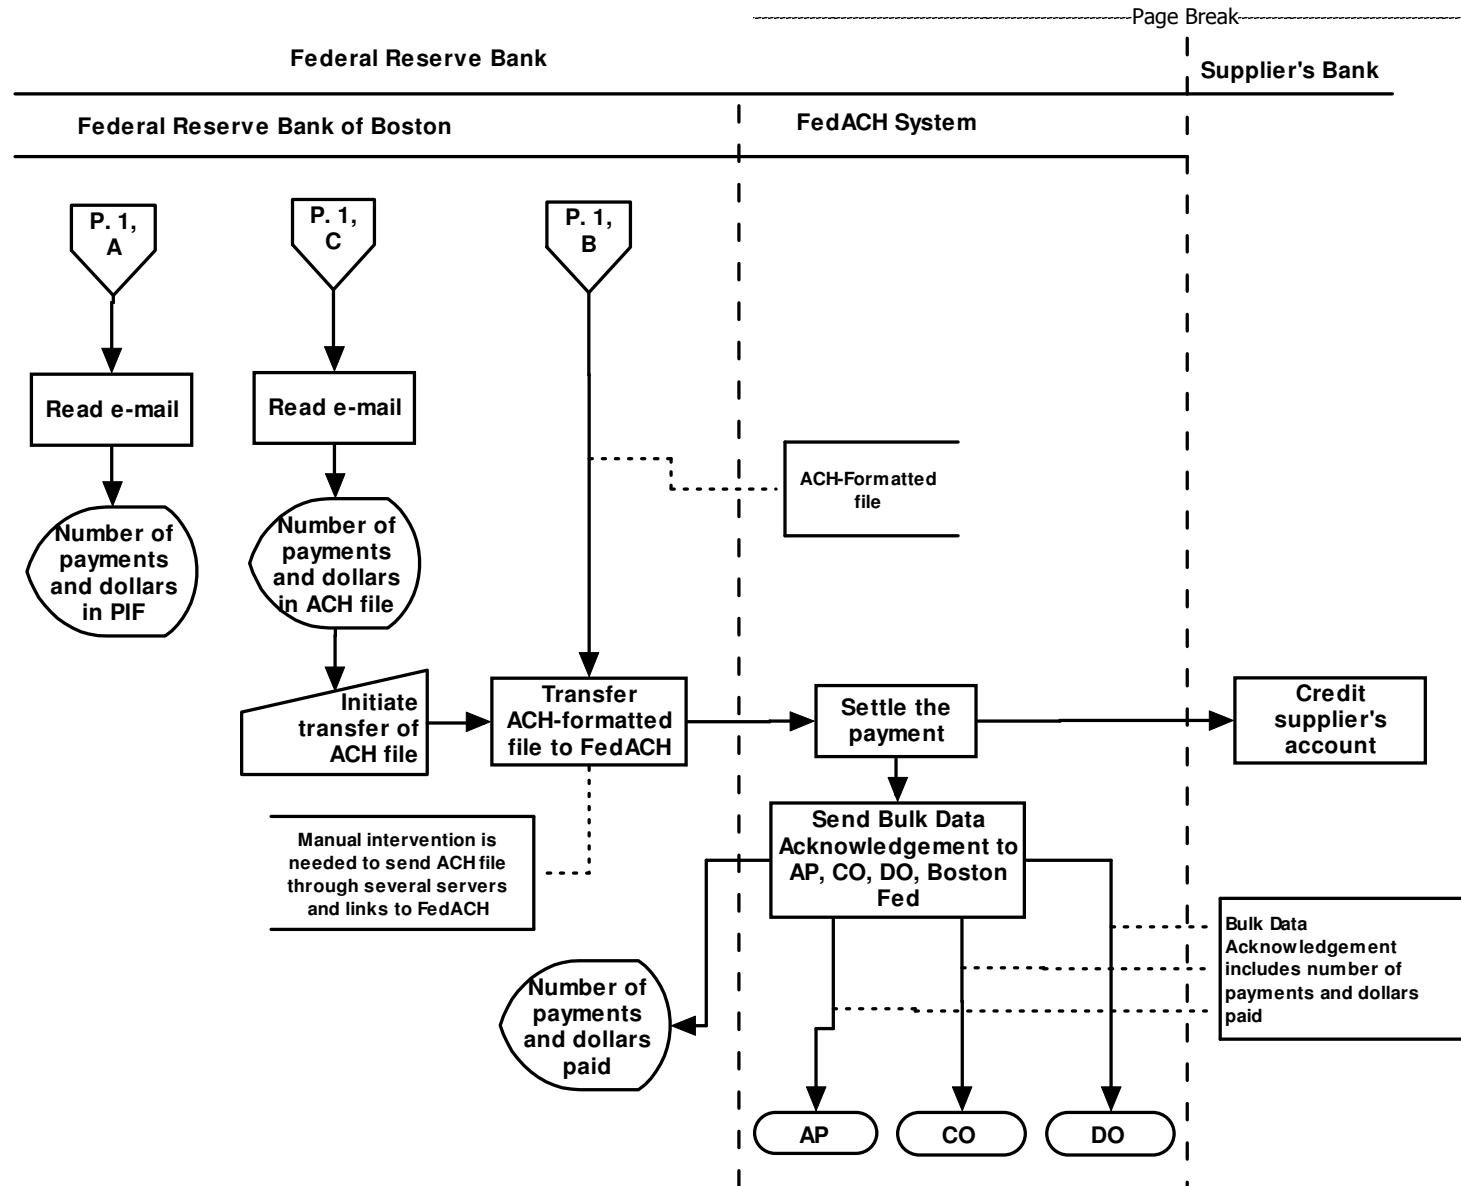 Page Break
Federal Reserve Bank
Supplier's Bank
Federal Reserve Bank of Boston
FedACH System
P. 1,
A
P. 1,
C
P. 1,
B
Read e-mail
Read e-mail
ACH-Formatted
file
Number of
payments
and dollars
in PIF
Number of
payments
and dollars
in ACH file
Initiate
transfer of
ACH file
Transfer
ACH-formatted
file to FedACH
Settle the
payment
Credit
supplier's
account
Manual intervention is
needed to send ACH file
through several servers
and links to FedACH
Send Bulk Data
Acknowledgement to
AP, CO, DO, Boston
Fed
Bulk Data
Acknowledgement
includes number of
payments and dollars
paid
Number of
payments
and dollars
paid
AP
CO
DO